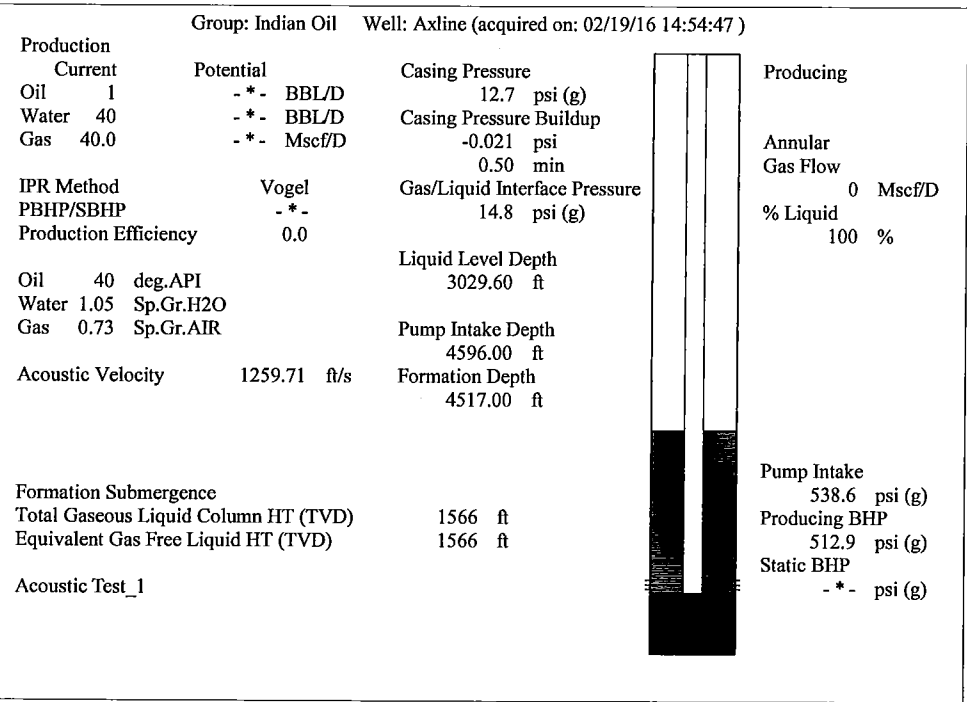 Group: Indian Oil Well: Axline (acquired on: 02/19/16 14:54:47 )
Production
Current Potential
Oil 1 - * - BBL/D
Water 40 - * - BBL/D
Gas 40.0 - * - Mscf/D
IPR Method Vogel
PBHP/SBHP - * -
Production Efficiency 0.0
Oil 40 deg.API
Water 1.05 Sp.Gr.H2O
Gas 0.73 Sp.Gr.AIR
Acoustic Velocity 1259.71 ft/s
Formation Submergence
Total Gaseous Liquid Column HT (TVD) 1566 ft
Equivalent Gas Free Liquid HT (TVD) 1566 ft
Acoustic Test_1
Casing Pressure
12.7 psi (g)
Casing Pressure Buildup
-0.021 psi
0.50 min
Gas/Liquid Interface Pressure
14.8 psi (g)
Liquid Level Depth
3029.60 ft
Pump Intake Depth
4596.00 ft
Formation Depth
4517.00 ft
Producing
Annular
Gas Flow
0 Mscf/D
% Liquid
100 %
Pump Intake
538.6 psi (g)
Producing BHP
512.9 psi (g)
Static BHP
- * - psi (g)